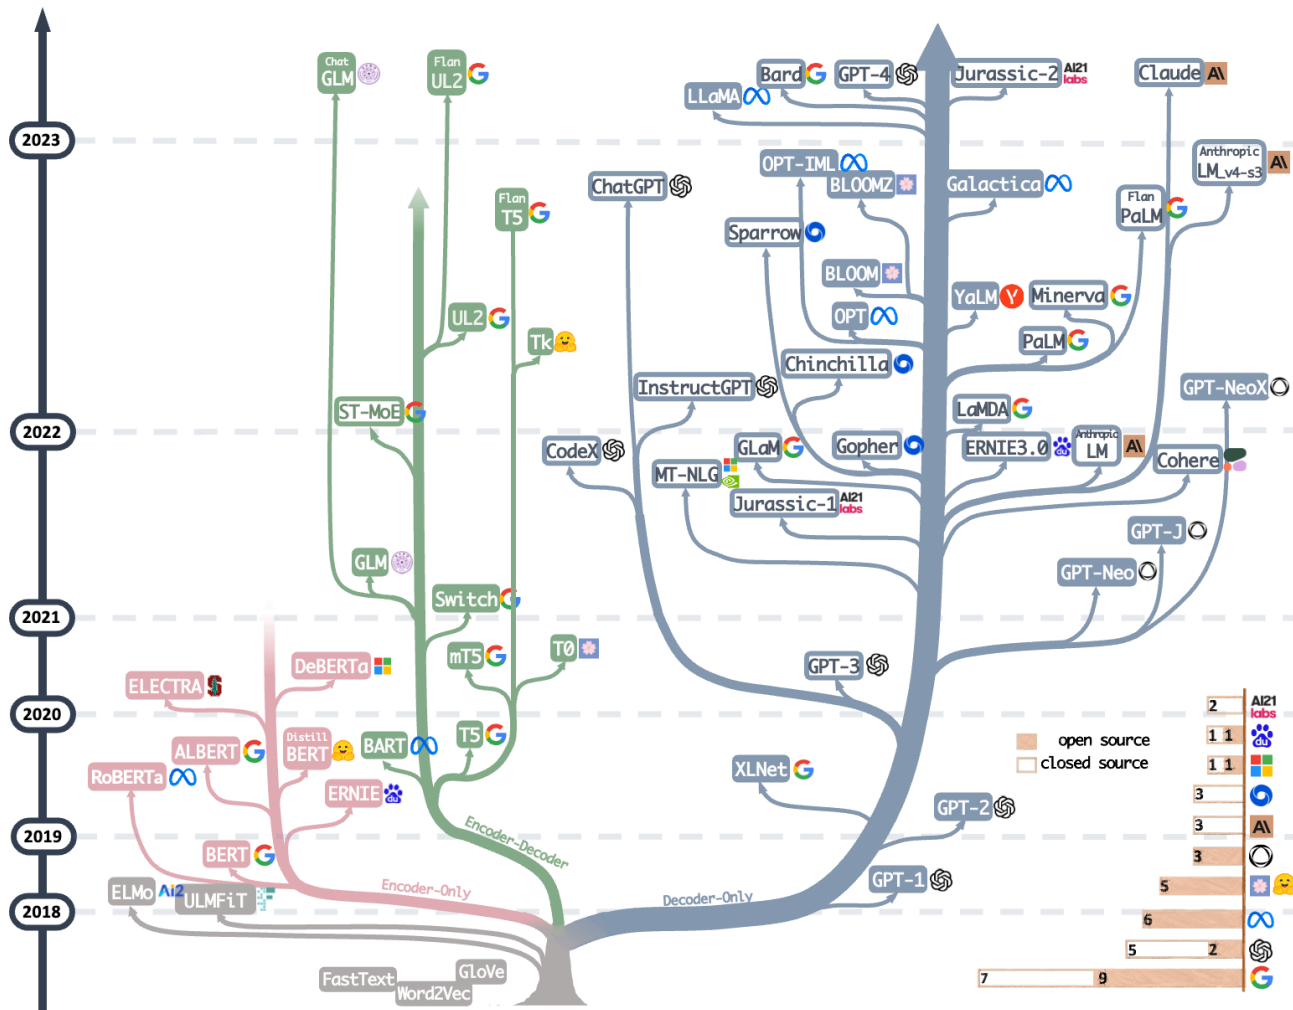 Chat
GLM
Flan
UL2
Bard
GPT-4
Jurassic-2
AI21
labs
Claude
A\
LLaMA
2023
OPT-IML
Anthropic
LM_v4-s3
A\
ChatGPT
BLOOMZ
Galactica
Flan
T5
Flan
PaLM
Sparrow
BLOOM
YaLM
Y
Minerva
UL2
OPT
Tk
PaLM
Chinchilla
InstructGPT
GPT-NeoX
ST-MoE
LaMDA
2022
CodeX
GLaM
Gopher
ERNIE3.0
du
Anthropic
LM
A\
Cohere
MT-NLG
Jurassic-1
AI21
labs
GPT-J
GLM
GPT-Neo
Switch
2021
mT5
T0
DeBERTa
GPT-3
ELECTRA
S
2020
2
AI21
labs
T5
BART
Distill
BERT
ALBERT
1
1
du
open source
closed source
1
1
RoBERTa
XLNet
ERNIE
du
3
GPT-2
2019
Encoder-Decoder
3
A\
BERT
3
GPT-1
Encoder-Only
5
ELMo
Ai2
ULMFiT
Decoder-Only
2018
6
5
2
FastText
GloVe
Word2Vec
7
9